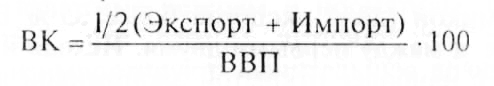 ВК = 1/2 (Экспорт + Импорт) / ВВП · 100